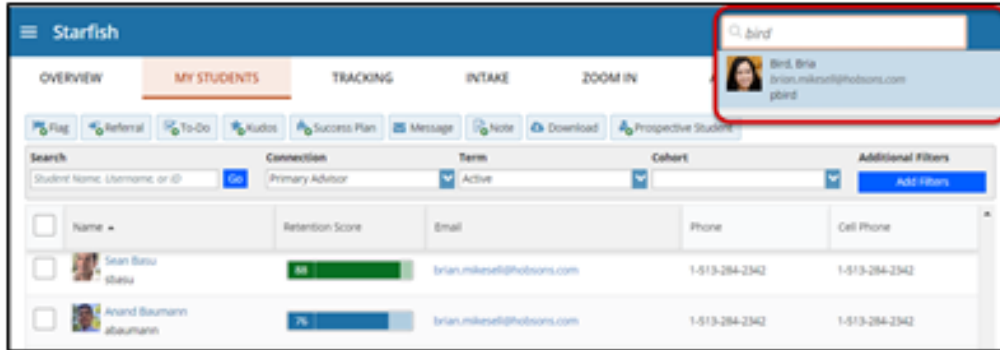 Starfish
bird
Bird, Bria
brian.mikesell@hobsons.com
pbird
OVERVIEW MY STUDENTS TRACKING INTAKE ZOOM IN
Flag Referral To-Do Kudos Success Plan Message Note Download Prospective Student
Search Connection Term Cohort Additional Filters
Student Name, Username, or ID Go Primary Advisor Active Add Filters
Name Retention Score Email Phone Cell Phone
Sean Basu 88 brian.mikesell@hobsons.com 1-513-284-2342 1-513-284-2342
sbasu
Anand Baumann 76 brian.mikesell@hobsons.com 1-513-284-2342 1-513-284-2342
abaumann